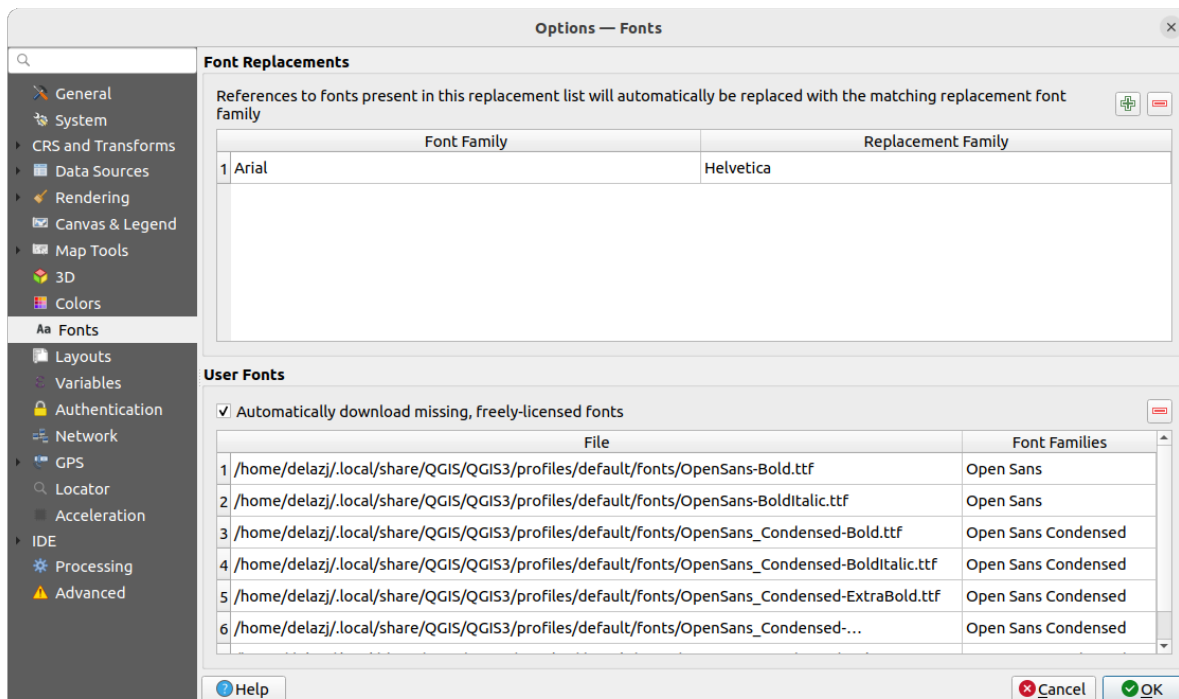 Options — Fonts
General
System
CRS and Transforms
Data Sources
Rendering
Canvas & Legend
Map Tools
3D
Colors
Aa Fonts
Layouts
Variables
Authentication
Network
GPS
Locator
Acceleration
IDE
Processing
Advanced
Font Replacements
References to fonts present in this replacement list will automatically be replaced with the matching replacement font
family
Font Family Replacement Family
1 Arial Helvetica
User Fonts
Automatically download missing, freely-licensed fonts
File Font Families
1 /home/delazj/.local/share/QGIS/QGIS3/profiles/default/fonts/OpenSans-Bold.ttf Open Sans
2 /home/delazj/.local/share/QGIS/QGIS3/profiles/default/fonts/OpenSans-BoldItalic.ttf Open Sans
3 /home/delazj/.local/share/QGIS/QGIS3/profiles/default/fonts/OpenSans_Condensed-Bold.ttf Open Sans Condensed
4 /home/delazj/.local/share/QGIS/QGIS3/profiles/default/fonts/OpenSans_Condensed-BoldItalic.ttf Open Sans Condensed
5 /home/delazj/.local/share/QGIS/QGIS3/profiles/default/fonts/OpenSans_Condensed-ExtraBold.ttf Open Sans Condensed
6 /home/delazj/.local/share/QGIS/QGIS3/profiles/default/fonts/OpenSans_Condensed-... Open Sans Condensed
Help Cancel OK